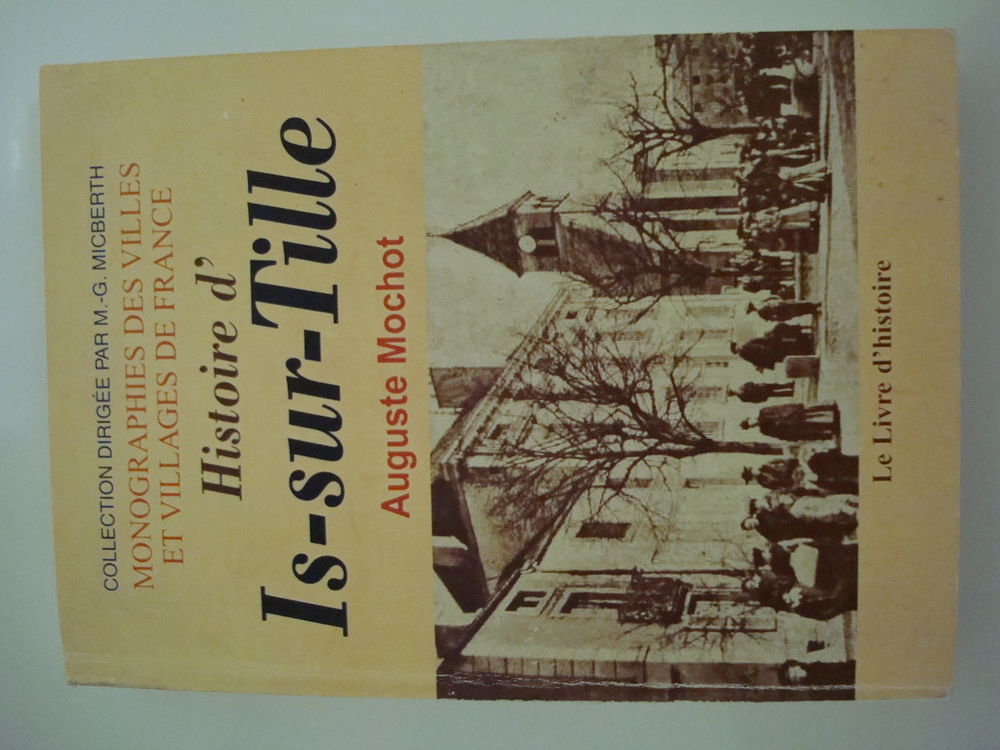 COLLECTION DIRIGÉE PAR M.-G. MICBERTH
MONOGRAPHIES DES VILLES
ET VILLAGES DE FRANCE
Histoire d'
Is-sur-Tille
Auguste Mochot
Le Livre d'histoire